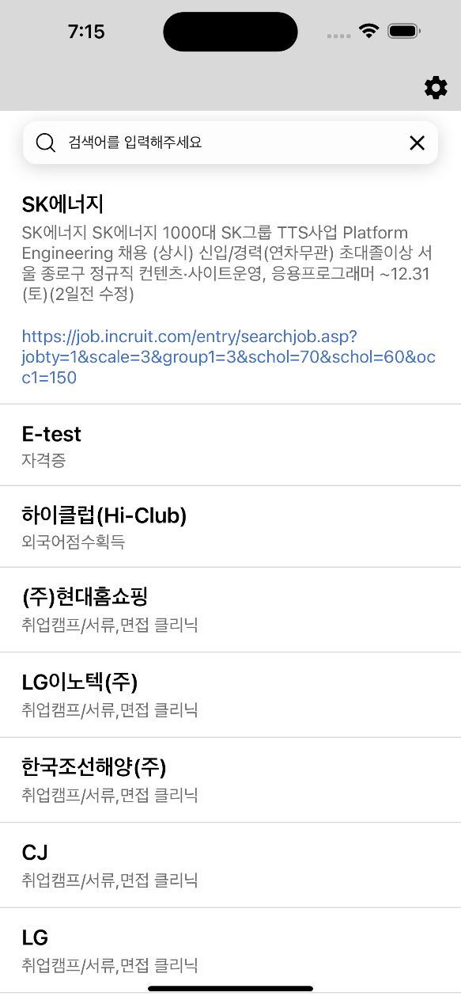 7:15
검색어를 입력해주세요
SK에너지
SK에너지 SK에너지 1000대 SK그룹 TTS사업 Platform
Engineering 채용 (상시) 신입/경력(연차무관) 초대졸이상 서
울 종로구 정규직 컨텐츠·사이트운영, 응용프로그래머 ~12.31
(토)(2일전 수정)
https://job.incruit.com/entry/searchjob.asp?
jobty=1&scale=3&group1=3&schol=70&schol=60&oc
c1=150
E-test
자격증
하이클럽(Hi-Club)
외국어점수획득
(주)현대홈쇼핑
취업캠프/서류,면접 클리닉
LG이노텍(주)
취업캠프/서류,면접 클리닉
한국조선해양(주)
취업캠프/서류,면접 클리닉
CJ
취업캠프/서류,면접 클리닉
LG
취업캠프/서류,면접 클리닉